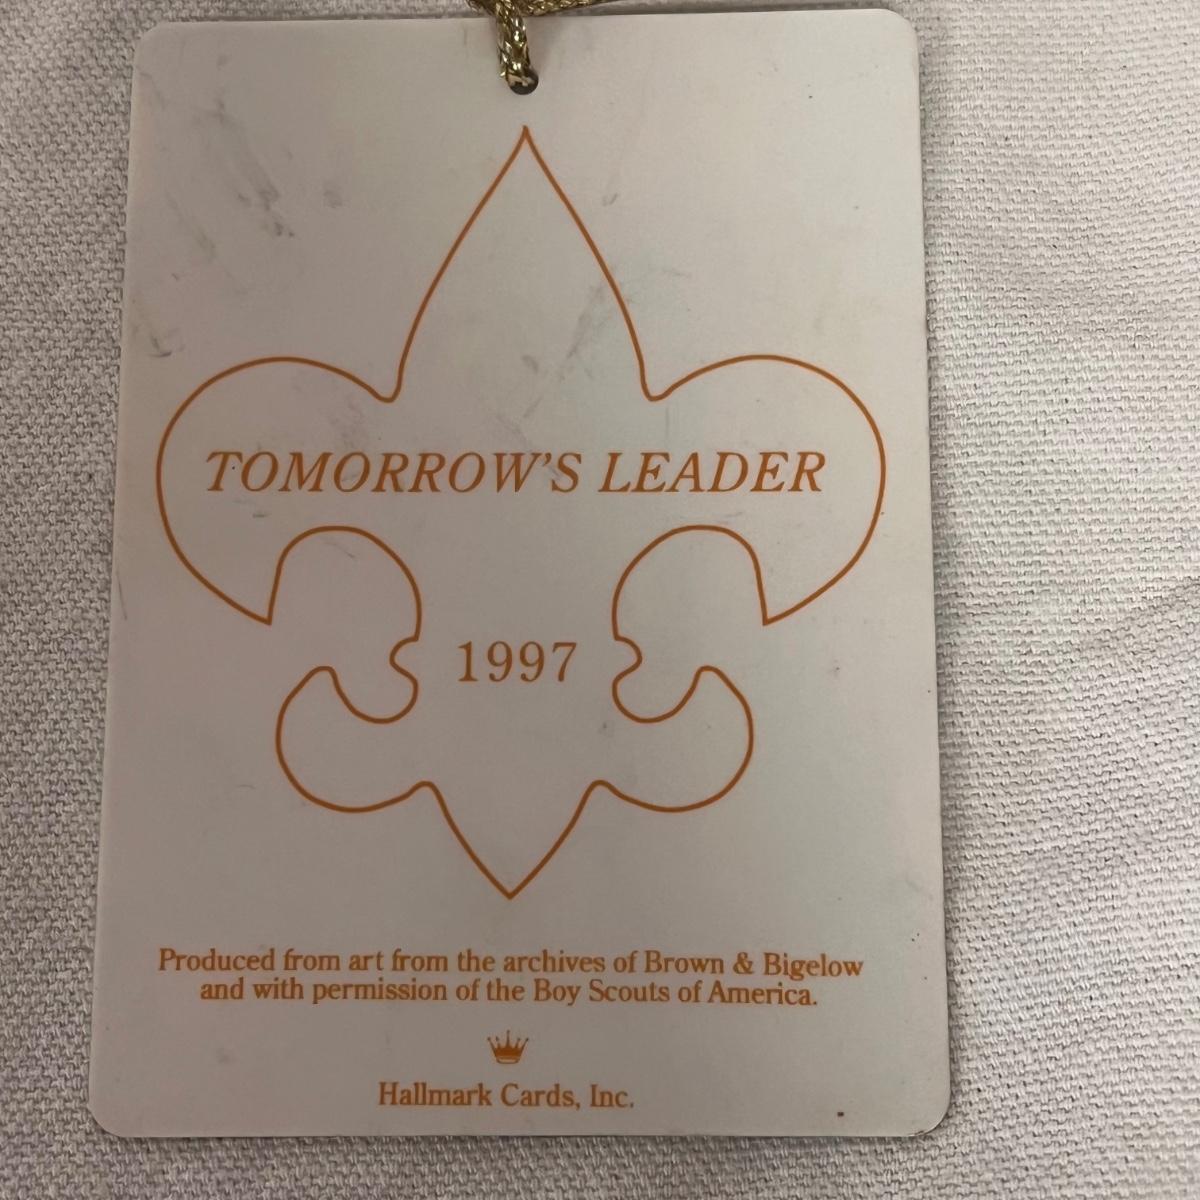 TOMORROW'S LEADER
1997
Produced from art from the archives of Brown & Bigelow
and with permission of the Boy Scouts of America.
Hallmark Cards, Inc.